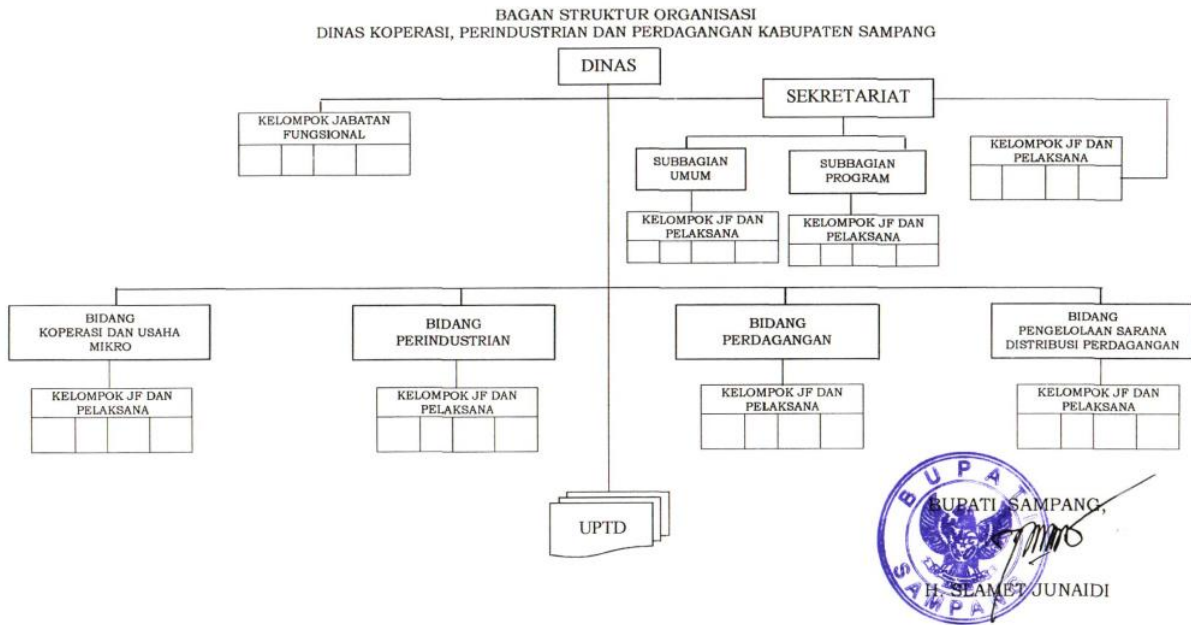 BAGAN STRUKTUR ORGANISASI
DINAS KOPERASI, PERINDUSTRIAN DAN PERDAGANGAN KABUPATEN SAMPANG
DINAS
SEKRETARIAT
KELOMPOK JABATAN
FUNGSIONAL
SUBBAGIAN
UMUM
SUBBAGIAN
PROGRAM
KELOMPOK JF DAN
PELAKSANA
KELOMPOK JF DAN
PELAKSANA
KELOMPOK JF DAN
PELAKSANA
BIDANG
KOPERASI DAN USAHA
MIKRO
BIDANG
PERINDUSTRIAN
BIDANG
PERDAGANGAN
BIDANG
PENGELOLAAN SARANA
DISTRIBUSI PERDAGANGAN
KELOMPOK JF DAN
PELAKSANA
KELOMPOK JF DAN
PELAKSANA
KELOMPOK JF DAN
PELAKSANA
KELOMPOK JF DAN
PELAKSANA
UPTD
BUPATI
SAMPANG
BUPATI SAMPANG,
H. SLAMET JUNAIDI